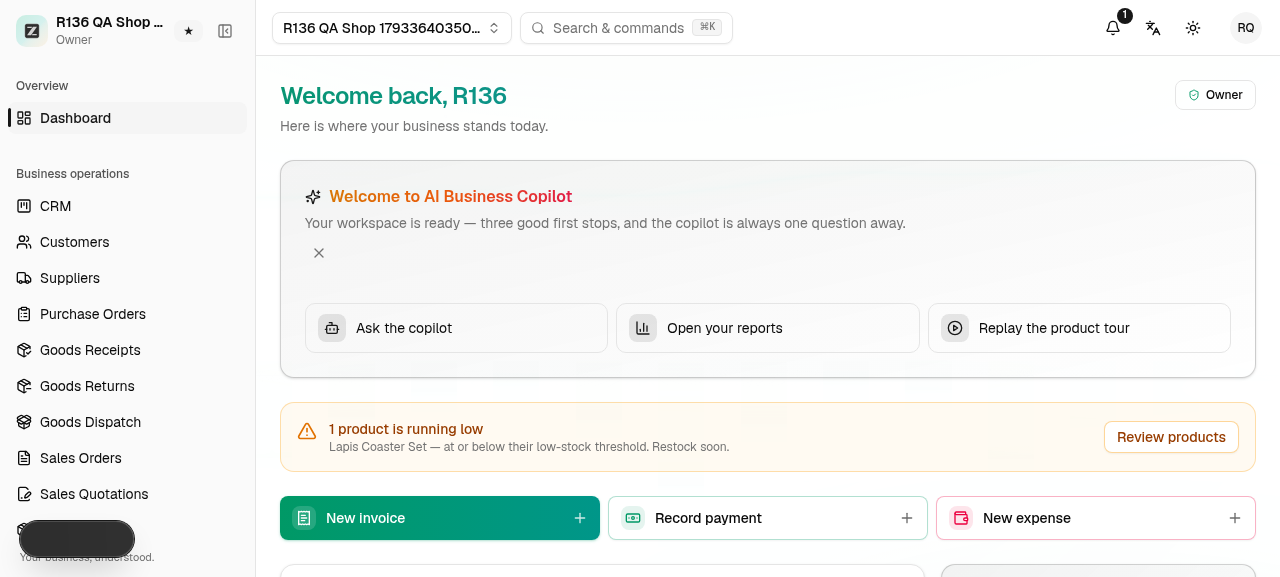 R136 QA Shop ...
Owner
Overview
Dashboard
Business operations
CRM
Customers
Suppliers
Purchase Orders
Goods Receipts
Goods Returns
Goods Dispatch
Sales Orders
Sales Quotations
Your business, understood.
R136 QA Shop 17933640350...
Search & commands
⌘K
1
RQ
Welcome back, R136
Here is where your business stands today.
Owner
Welcome to AI Business Copilot
Your workspace is ready — three good first stops, and the copilot is always one question away.
Ask the copilot
Open your reports
Replay the product tour
1 product is running low
Lapis Coaster Set — at or below their low-stock threshold. Restock soon.
Review products
New invoice
Record payment
New expense